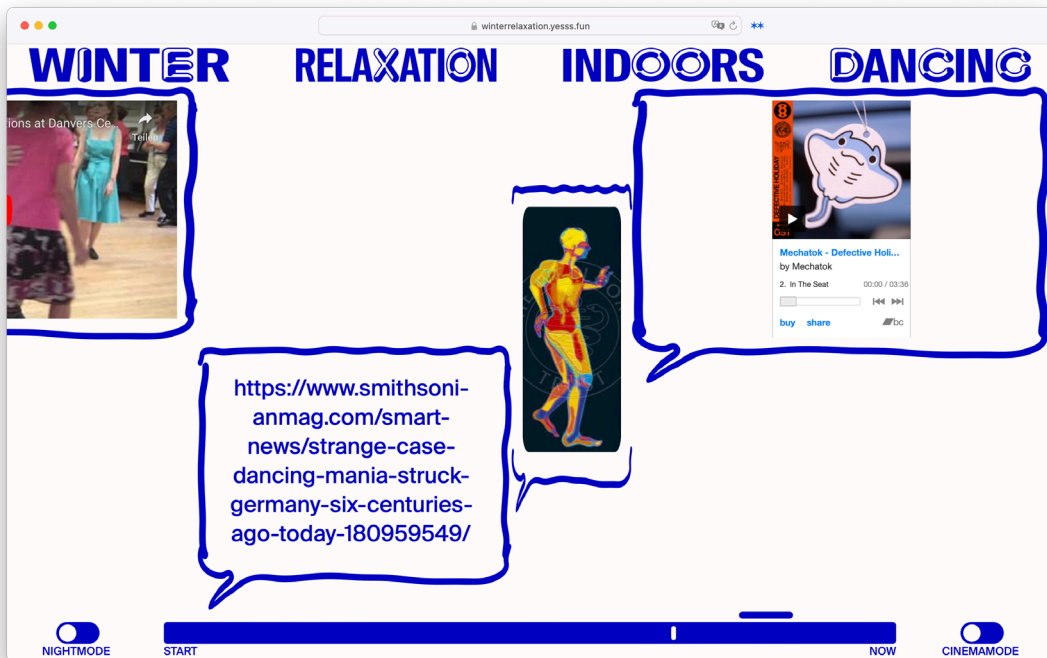 winterrelaxation.yesss.fun
WINTER RELAXATION INDOORS DANCING
ions at Danvers Ce...
Teilen
DEFECTIVE HOLIDAY
OST
Mechatok - Defective Holi...
by Mechatok
2. In The Seat 00:00 / 03:36
buy share bc
https://www.smithsoni-
anmag.com/smart-
news/strange-case-
dancing-mania-struck-
germany-six-centuries-
ago-today-180959549/
NIGHTMODE START NOW CINEMAMODE